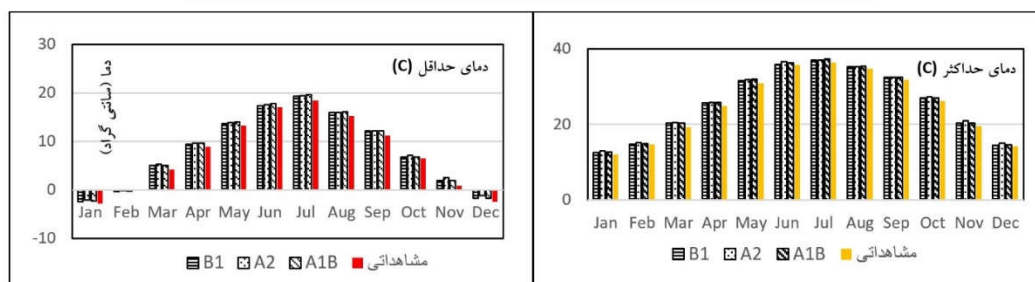 30
20
10
0
-10
دما (سانتی گراد)
دمای حداقل (C)
Jan Feb Mar Apr May Jun Jul Aug Sep Oct Nov Dec
B1 A2 A1B مشاهداتی
40
20
0
دمای حداکثر (C)
Jan Feb Mar Apr May Jun Jul Aug Sep Oct Nov Dec
B1 A2 A1B مشاهداتی